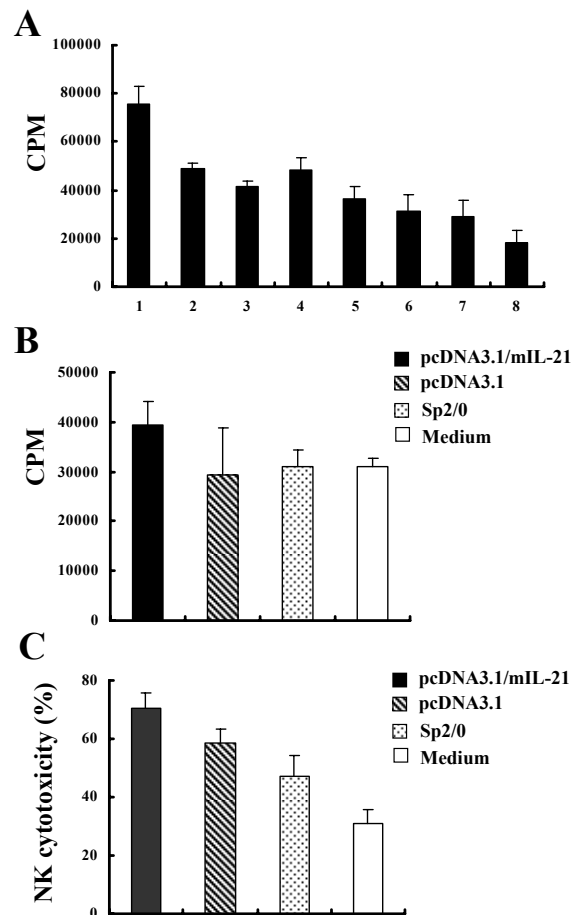 A
CPM
100000
80000
60000
40000
20000
0
1 2 3 4 5 6 7 8
B
CPM
50000
40000
30000
20000
10000
0
pcDNA3.1/mIL-21
pcDNA3.1
Sp2/0
Medium
C
NK cytotoxicity (%)
80
60
40
20
0
pcDNA3.1/mIL-21
pcDNA3.1
Sp2/0
Medium